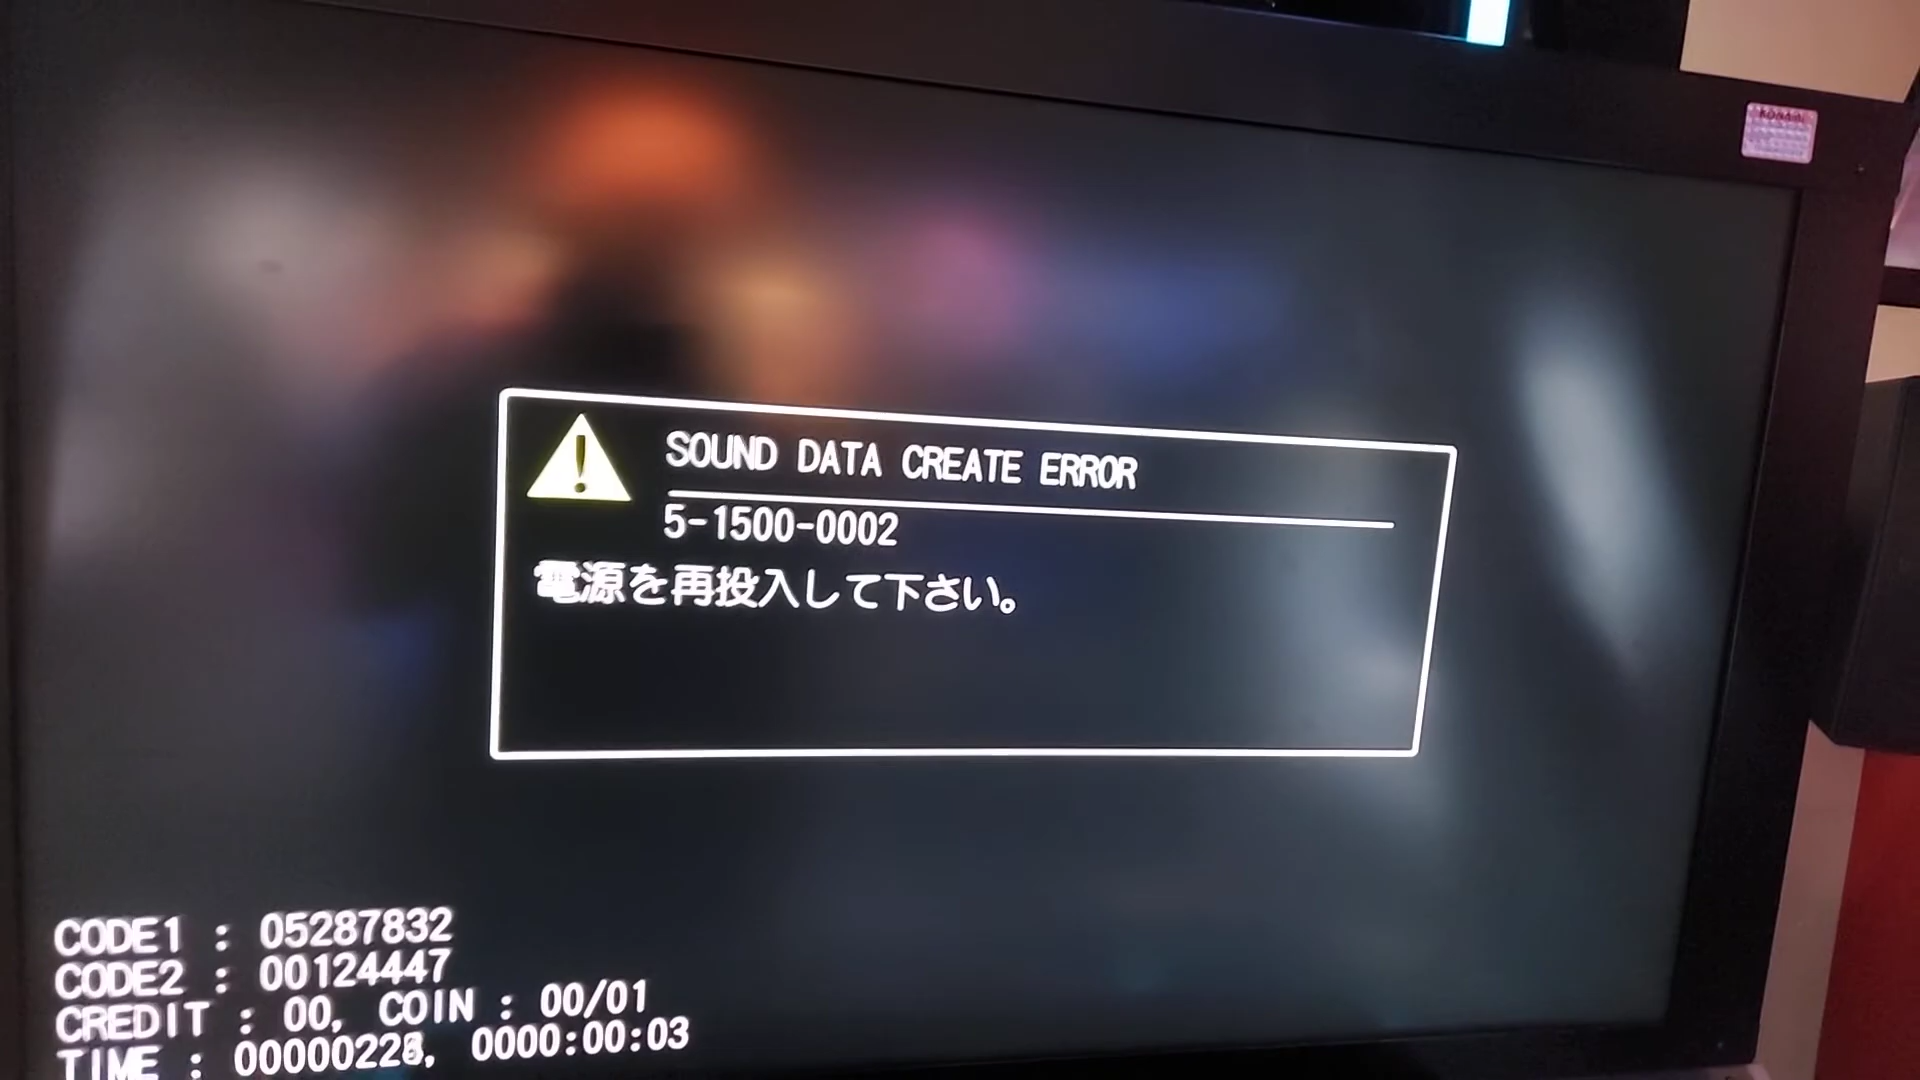 SOUND DATA CREATE ERROR
5-1500-0002
電源を再投入して下さい。
CODE1 : 05287832
CODE2 : 00124447
CREDIT : 00, COIN : 00/01
TIME : 0000:00:03